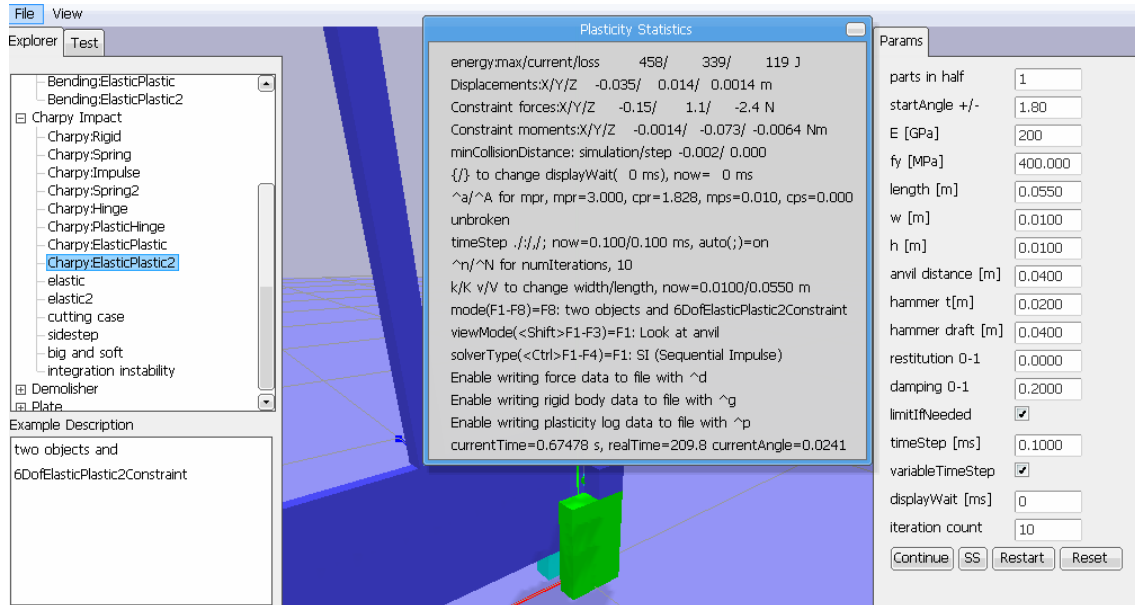 File View
Explorer Test
Bending:ElasticPlastic
Bending:ElasticPlastic2
Charpy Impact
Charpy:Rigid
Charpy:Spring
Charpy:Impulse
Charpy:Spring2
Charpy:Hinge
Charpy:PlasticHinge
Charpy:ElasticPlastic
Charpy:ElasticPlastic2
elastic
elastic2
cutting case
sidestep
big and soft
integration instability
Demolisher
Plate
Example Description
two objects and
6DofElasticPlastic2Constraint
Plasticity Statistics
energy:max/current/loss 458/ 339/ 119 J
Displacements:X/Y/Z -0.035/ 0.014/ 0.0014 m
Constraint forces:X/Y/Z -0.15/ 1.1/ -2.4 N
Constraint moments:X/Y/Z -0.0014/ -0.073/ -0.0064 Nm
minCollisionDistance: simulation/step -0.002/ 0.000
{/} to change displayWait( 0 ms), now= 0 ms
^a/^A for mpr, mpr=3.000, cpr=1.828, mps=0.010, cps=0.000
unbroken
timeStep ./:/,/; now=0.100/0.100 ms, auto(;)=on
^n/^N for numIterations, 10
k/K v/V to change width/length, now=0.0100/0.0550 m
mode(F1-F8)=F8: two objects and 6DofElasticPlastic2Constraint
viewMode(<Shift>F1-F3)=F1: Look at anvil
solverType(<Ctrl>F1-F4)=F1: SI (Sequential Impulse)
Enable writing force data to file with ^d
Enable writing rigid body data to file with ^g
Enable writing plasticity log data to file with ^p
currentTime=0.67478 s, realTime=209.8 currentAngle=0.0241
Params
parts in half 1
startAngle +/- 1.80
E [GPa] 200
fy [MPa] 400.000
length [m] 0.0550
w [m] 0.0100
h [m] 0.0100
anvil distance [m] 0.0400
hammer t[m] 0.0200
hammer draft [m] 0.0400
restitution 0-1 0.0000
damping 0-1 0.2000
limitIfNeeded
timeStep [ms] 0.1000
variableTimeStep
displayWait [ms] 0
iteration count 10
Continue SS Restart Reset